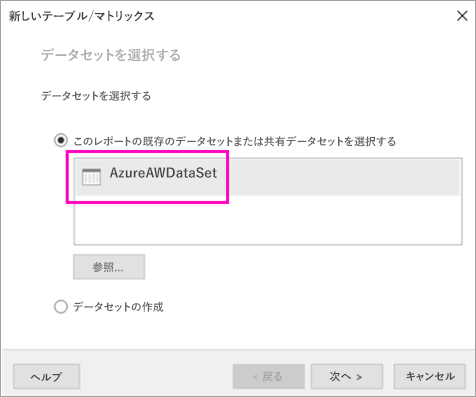 新しいテーブル/マトリックス
データセットを選択する
データセットを選択する
このレポートの既存のデータセットまたは共有データセットを選択する
AzureAWDataSet
参照...
データセットの作成
ヘルプ
< 戻る
次へ >
キャンセル